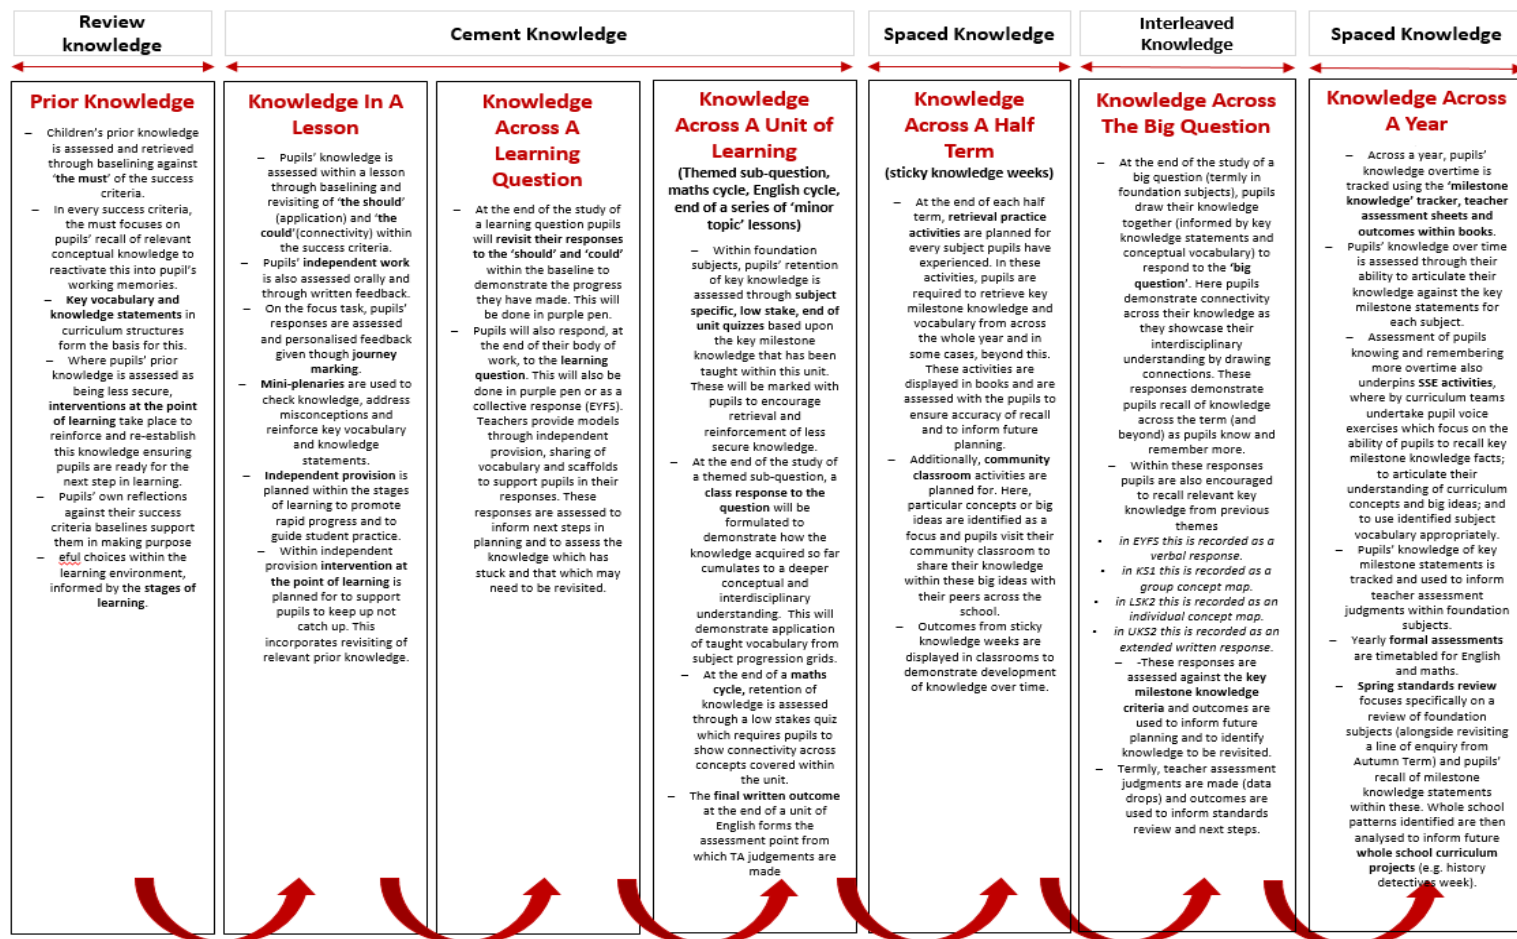 Review
knowledge
Cement Knowledge
Spaced Knowledge
Interleaved
Knowledge
Spaced Knowledge
Prior Knowledge
– Children's prior knowledge
is assessed and retrieved
through baselining against
'the must' of the success
criteria.
– In every success criteria,
the must focuses on
pupils' recall of relevant
conceptual knowledge to
reactivate this into pupil's
working memories.
– Key vocabulary and
knowledge statements in
curriculum structures
form the basis for this.
– Where pupils' prior
knowledge is assessed as
being less secure,
interventions at the point
of learning take place to
reinforce and re-establish
this knowledge ensuring
pupils are ready for the
next step in learning.
– Pupils' own reflections
against their success
criteria baselines support
them in making purpose
– eful choices within the
learning environment,
informed by the stages of
learning.
Knowledge In A
Lesson
– Pupils' knowledge is
assessed within a lesson
through baselining and
revisiting of 'the should'
(application) and 'the
could'(connectivity) within
the success criteria.
– Pupils' independent work
is also assessed orally and
through written feedback.
– On the focus task, pupils'
responses are assessed
and personalised feedback
given though journey
marking.
– Mini-plenaries are used to
check knowledge, address
misconceptions and
reinforce key vocabulary
and knowledge
statements.
– Independent provision is
planned within the stages
of learning to promote
rapid progress and to
guide student practice.
– Within independent
provision intervention at
the point of learning is
planned for to support
pupils to keep up not
catch up. This
incorporates revisiting of
relevant prior knowledge.
Knowledge
Across A
Learning
Question
– At the end of the study of
a learning question pupils
will revisit their responses
to the 'should' and 'could'
within the baseline to
demonstrate the progress
they have made. This will
be done in purple pen.
– Pupils will also respond, at
the end of their body of
work, to the learning
question. This will also be
done in purple pen or as a
collective response (EYFS).
Teachers provide models
through independent
provision, sharing of
vocabulary and scaffolds
to support pupils in their
responses. These
responses are assessed to
inform next steps in
planning and to assess the
knowledge which has
stuck and that which may
need to be revisited.
Knowledge
Across A Unit of
Learning
(Themed sub-question,
maths cycle, English cycle,
end of a series of 'minor
topic' lessons)
– Within foundation
subjects, pupils' retention
of key knowledge is
assessed through subject
specific, low stake, end of
unit quizzes based upon
the key milestone
knowledge that has been
taught within this unit.
These will be marked with
pupils to encourage
retrieval and
reinforcement of less
secure knowledge.
– At the end of the study of
a themed sub-question, a
class response to the
question will be
formulated to
demonstrate how the
knowledge acquired so far
cumulates to a deeper
conceptual and
interdisciplinary
understanding. This will
demonstrate application
of taught vocabulary from
subject progression grids.
– At the end of a maths
cycle, retention of
knowledge is assessed
through a low stakes quiz
which requires pupils to
show connectivity across
concepts covered within
the unit.
– The final written outcome
at the end of a unit of
English forms the
assessment point from
which TA judgements are
made
Knowledge
Across A Half
Term
(sticky knowledge weeks)
– At the end of each half
term, retrieval practice
activities are planned for
every subject pupils have
experienced. In these
activities, pupils are
required to retrieve key
milestone knowledge and
vocabulary from across
the whole year and in
some cases, beyond this.
These activities are
displayed in books and are
assessed with the pupils to
ensure accuracy of recall
and to inform future
planning.
– Additionally, community
classroom activities are
planned for. Here,
particular concepts or big
ideas are identified as a
focus and pupils visit their
community classroom to
share their knowledge
within these big ideas with
their peers across the
school.
– Outcomes from sticky
knowledge weeks are
displayed in classrooms to
demonstrate development
of knowledge over time.
Knowledge Across
The Big Question
– At the end of the study of a
big question (termly in
foundation subjects), pupils
draw their knowledge
together (informed by key
knowledge statements and
conceptual vocabulary) to
respond to the 'big
question'. Here pupils
demonstrate connectivity
across their knowledge as
they showcase their
interdisciplinary
understanding by drawing
connections. These
responses demonstrate
pupils recall of knowledge
across the term (and
beyond) as pupils know and
remember more.
– Within these responses
pupils are also encouraged
to recall relevant key
knowledge from previous
themes
• in EYFS this is recorded as a
verbal response.
• in KS1 this is recorded as a
group concept map.
• in LSK2 this is recorded as an
individual concept map.
• in UKS2 this is recorded as an
extended written response.
– -These responses are
assessed against the key
milestone knowledge
criteria and outcomes are
used to inform future
planning and to identify
knowledge to be revisited.
– Termly, teacher assessment
judgments are made (data
drops) and outcomes are
used to inform standards
review and next steps.
Knowledge Across
A Year
– Across a year, pupils'
knowledge overtime is
tracked using the 'milestone
knowledge' tracker, teacher
assessment sheets and
outcomes within books.
– Pupils' knowledge over time
is assessed through their
ability to articulate their
knowledge against the key
milestone statements for
each subject.
– Assessment of pupils
knowing and remembering
more overtime also
underpins SSE activities,
where by curriculum teams
undertake pupil voice
exercises which focus on the
ability of pupils to recall key
milestone knowledge facts;
to articulate their
understanding of curriculum
concepts and big ideas; and
to use identified subject
vocabulary appropriately.
– Pupils' knowledge of key
milestone statements is
tracked and used to inform
teacher assessment
judgments within foundation
subjects.
– Yearly formal assessments
are timetabled for English
and maths.
– Spring standards review
focuses specifically on a
review of foundation
subjects (alongside revisiting
a line of enquiry from
Autumn Term) and pupils'
recall of milestone
knowledge statements
within these. Whole school
patterns identified are then
analysed to inform future
whole school curriculum
projects (e.g. history
detectives week).